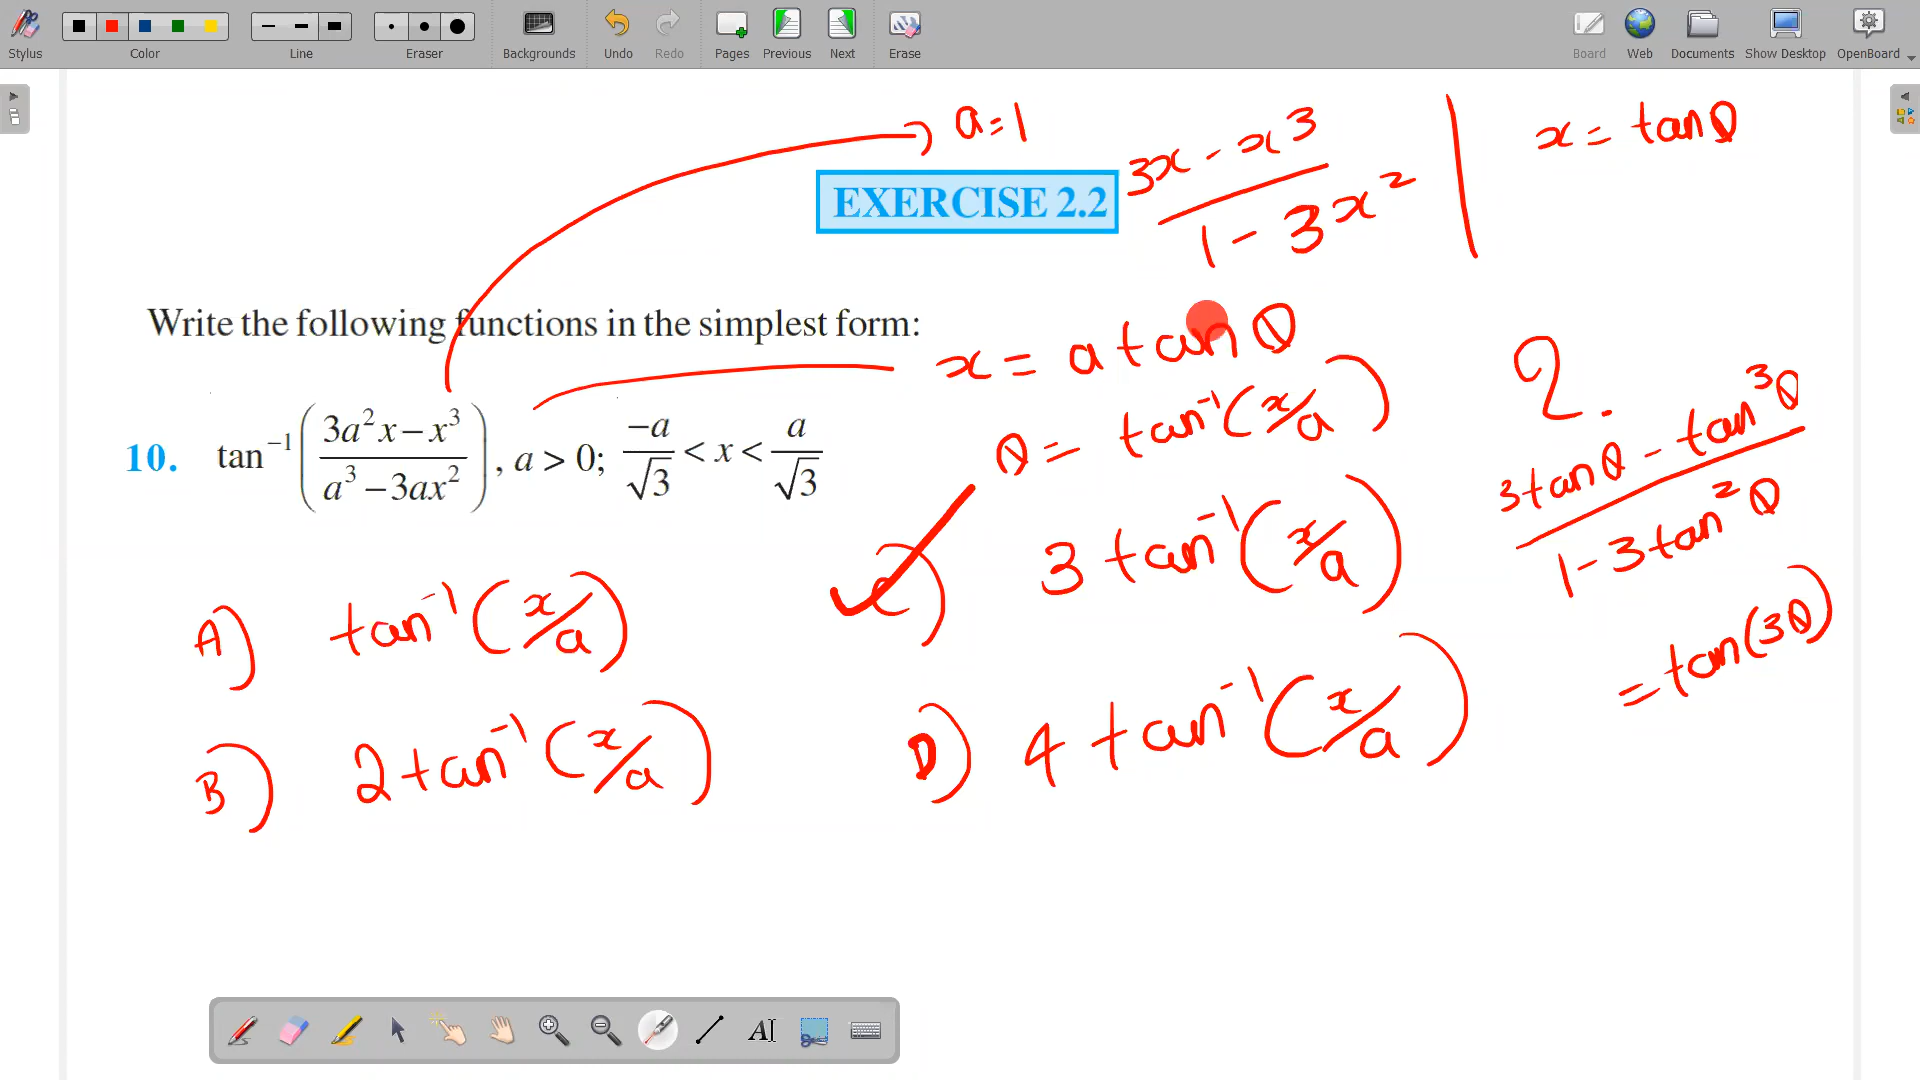 Stylus Color Line Eraser Backgrounds Undo Redo Pages Previous Next Erase Board Web Documents Show Desktop OpenBoard
a = 1
3x - x³ / 1 - 3x²
x = tanθ
EXERCISE 2.2
Write the following functions in the simplest form:
x = a tanθ
θ = tan⁻¹(x/a)
2.
10. tan⁻¹((3a²x – x³)/(a³ – 3ax²)), a > 0; –a/√3 < x < a/√3
3tanθ - tan³θ / 1 - 3tan²θ
= tan(3θ)
A) tan⁻¹(x/a)
C) 3 tan⁻¹(x/a)
B) 2 tan⁻¹(x/a)
D) 4 tan⁻¹(x/a)